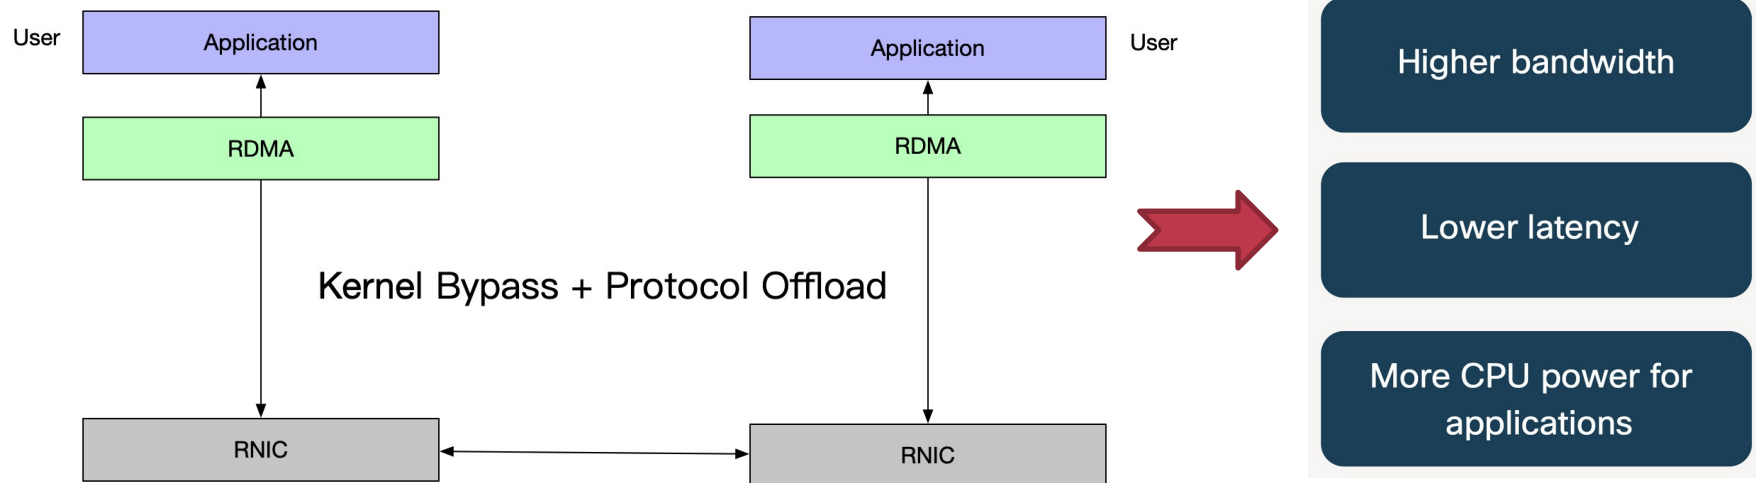 User
Application
RDMA
RNIC
Kernel Bypass + Protocol Offload
Application
User
RDMA
RNIC
Higher bandwidth
Lower latency
More CPU power for
applications